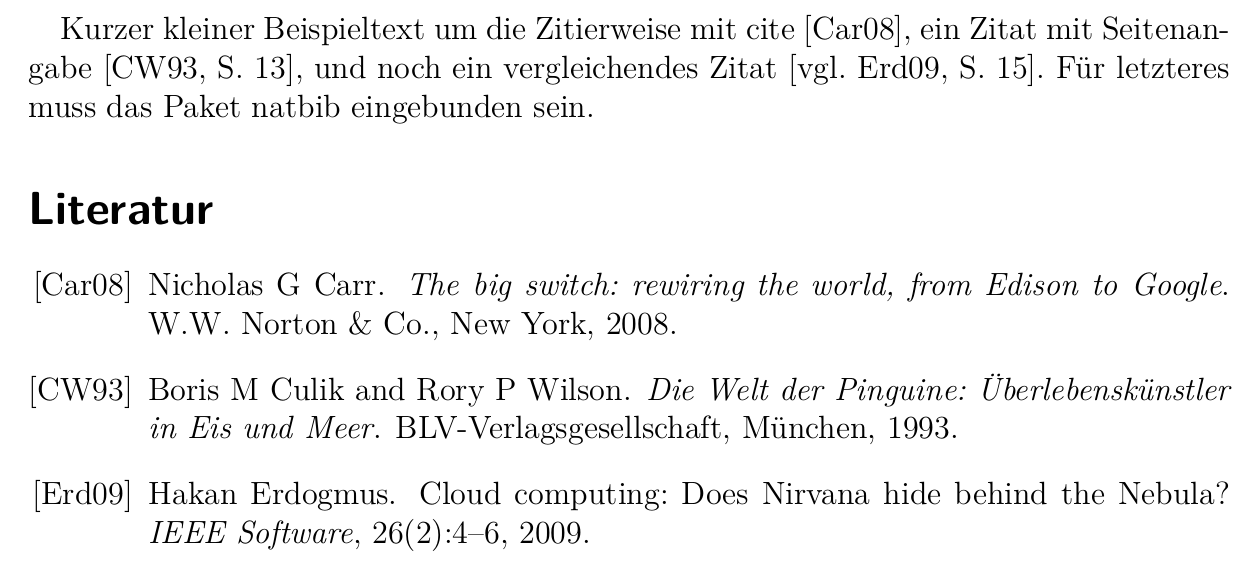 Kurzer kleiner Beispieltext um die Zitierweise mit cite [Car08], ein Zitat mit Seitenan-
gabe [CW93, S. 13], und noch ein vergleichendes Zitat [vgl. Erd09, S. 15]. Für letzteres
muss das Paket natbib eingebunden sein.
Literatur
[Car08] Nicholas G Carr. The big switch: rewiring the world, from Edison to Google.
W.W. Norton & Co., New York, 2008.
[CW93] Boris M Culik and Rory P Wilson. Die Welt der Pinguine: Überlebenskünstler
in Eis und Meer. BLV-Verlagsgesellschaft, München, 1993.
[Erd09] Hakan Erdogmus. Cloud computing: Does Nirvana hide behind the Nebula?
IEEE Software, 26(2):4–6, 2009.